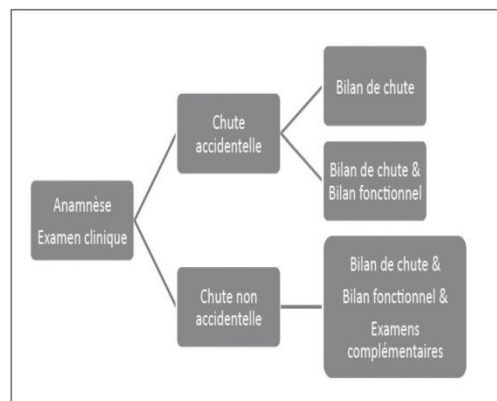 Anamnèse
Examen clinique
Chute
accidentelle
Bilan de chute
Bilan de chute &
Bilan fonctionnel
Chute non
accidentelle
Bilan de chute &
Bilan fonctionnel &
Examens
complémentaires